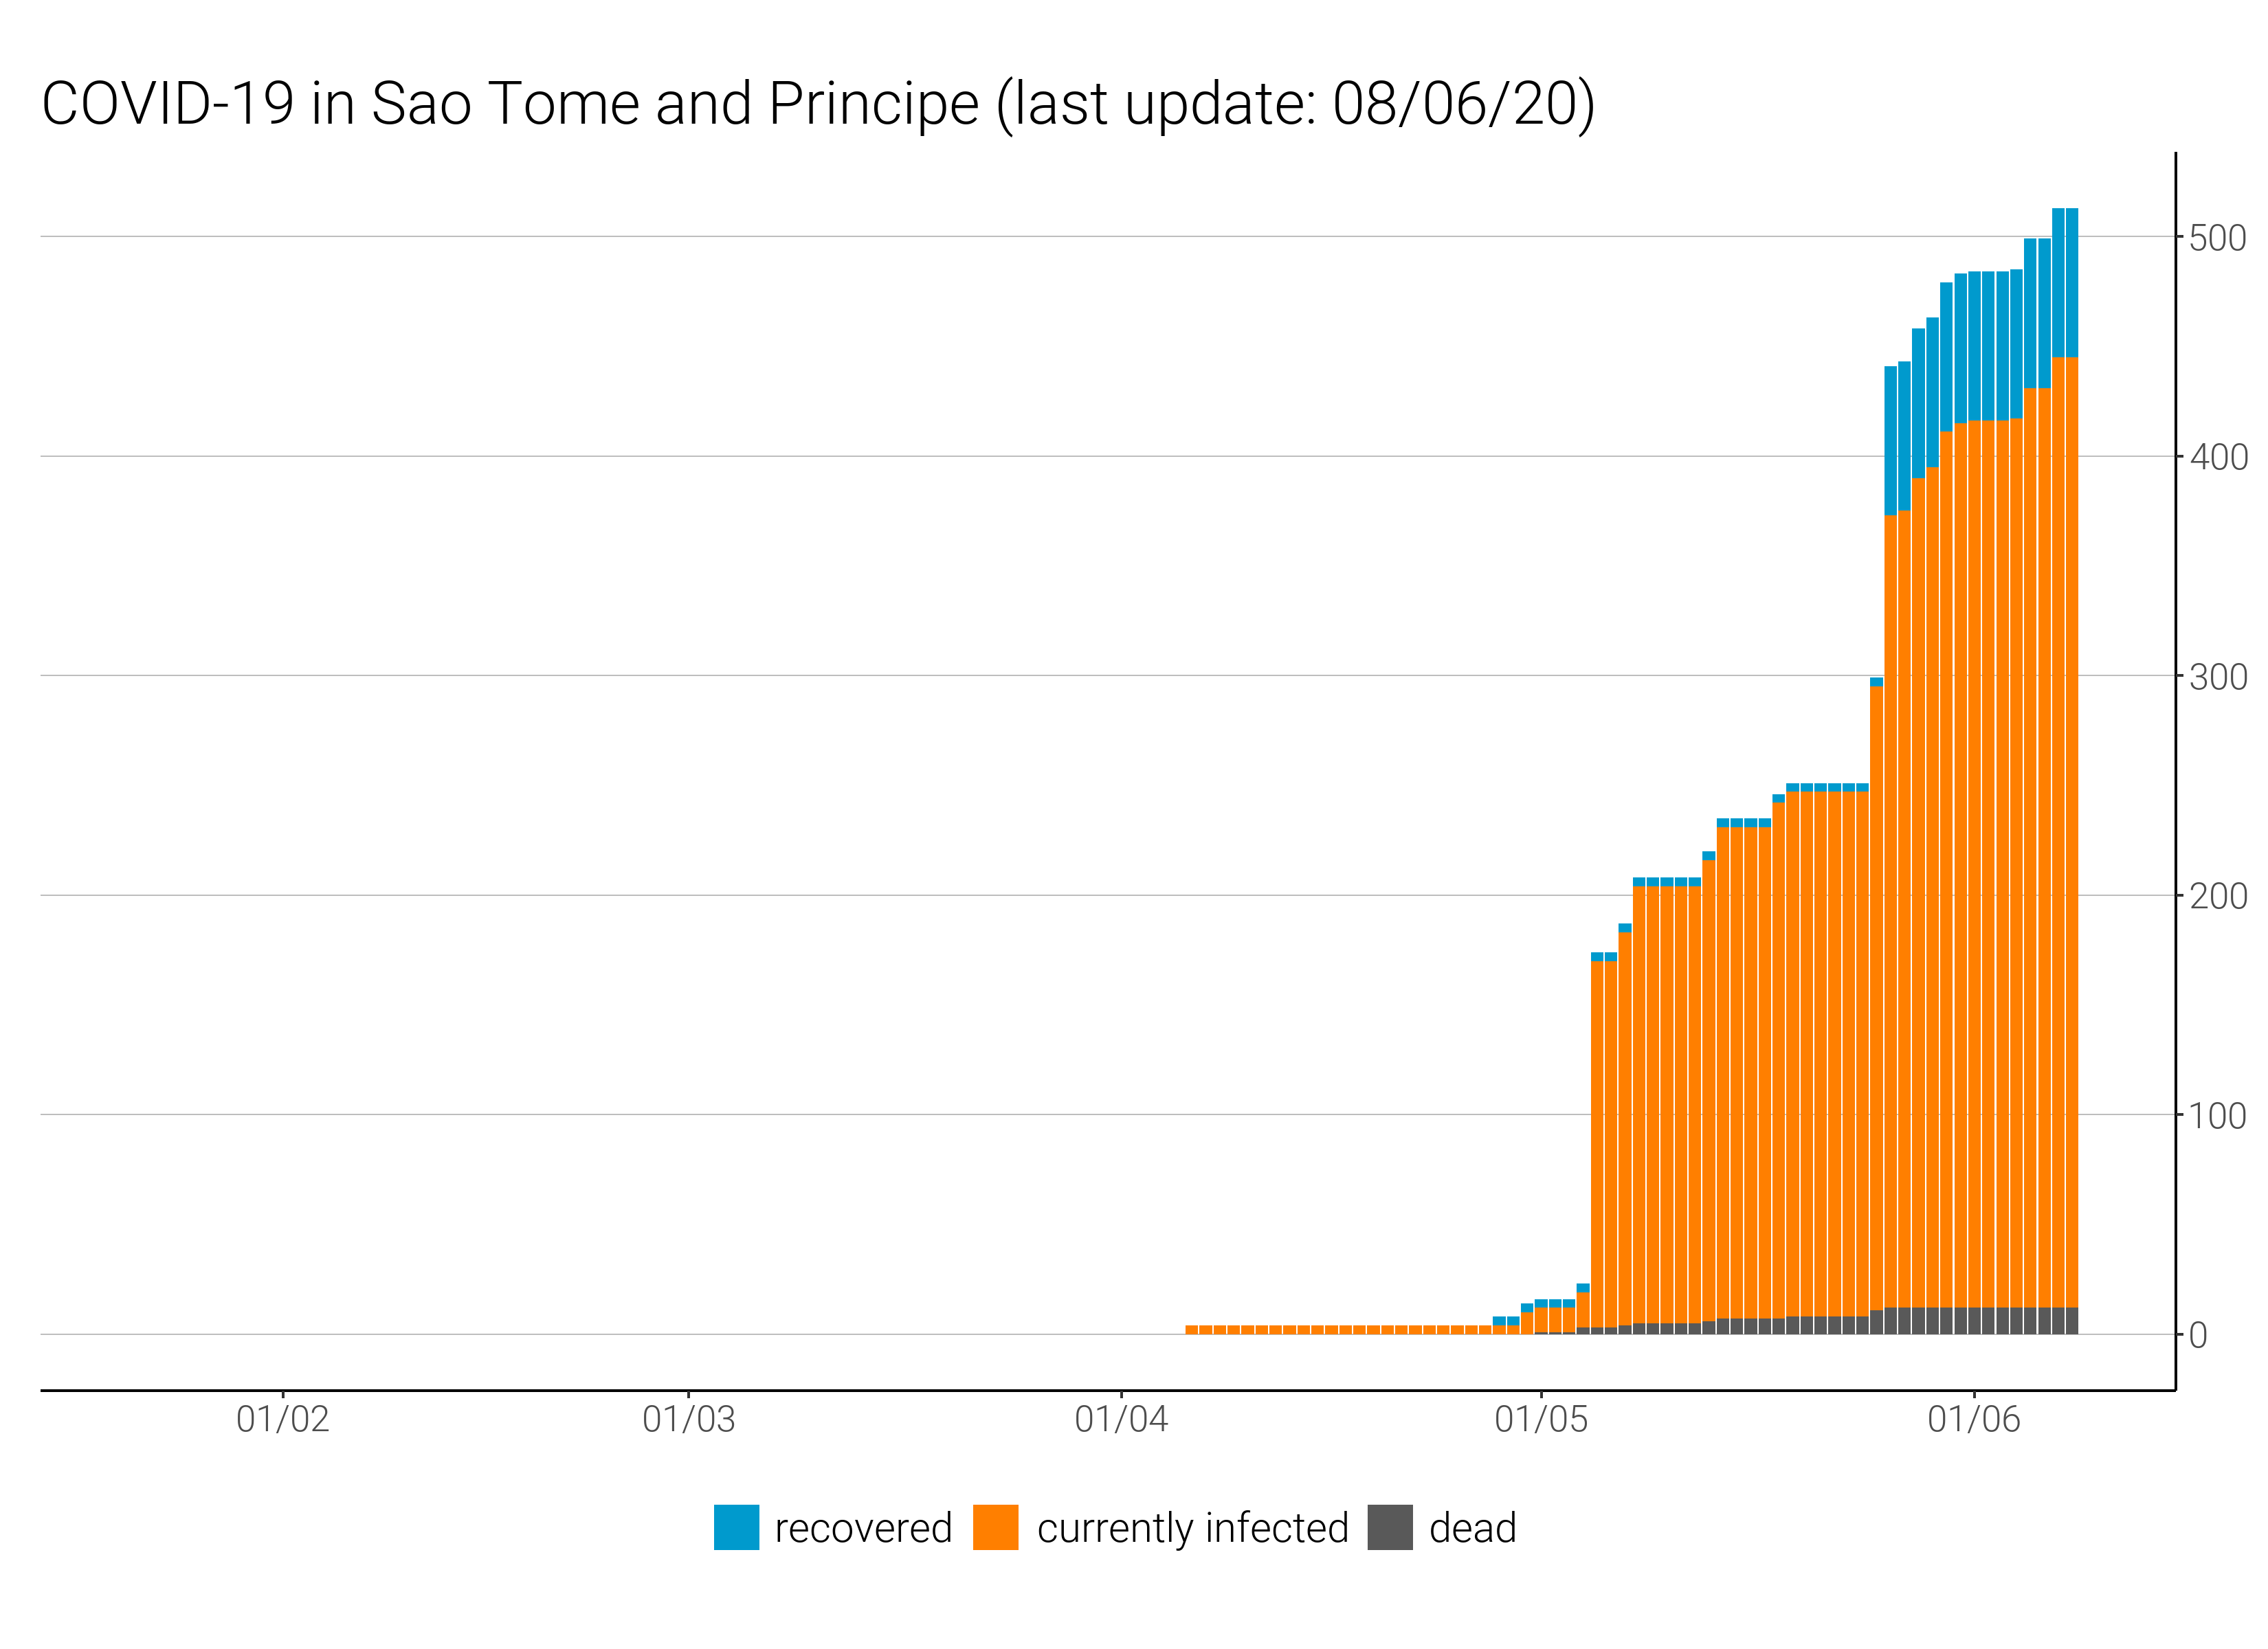 COVID-19 in Sao Tome and Principe (last update: 08/06/20)
500
400
300
200
100
0
01/02 01/03 01/04 01/05 01/06
recovered currently infected dead